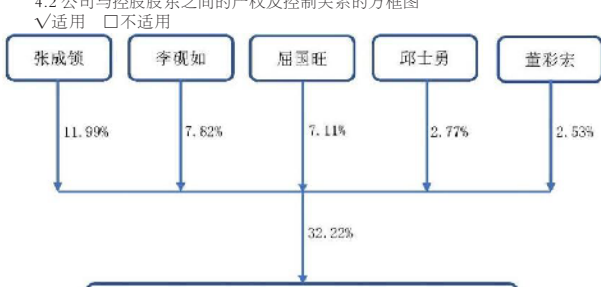 4.2 公司与控股股东之间的产权及控制关系的方框图
√适用 □不适用
张成锁 李砚如 屈国旺 邱士勇 董彩宏
11.99% 7.82% 7.11% 2.77% 2.53%
32.22%